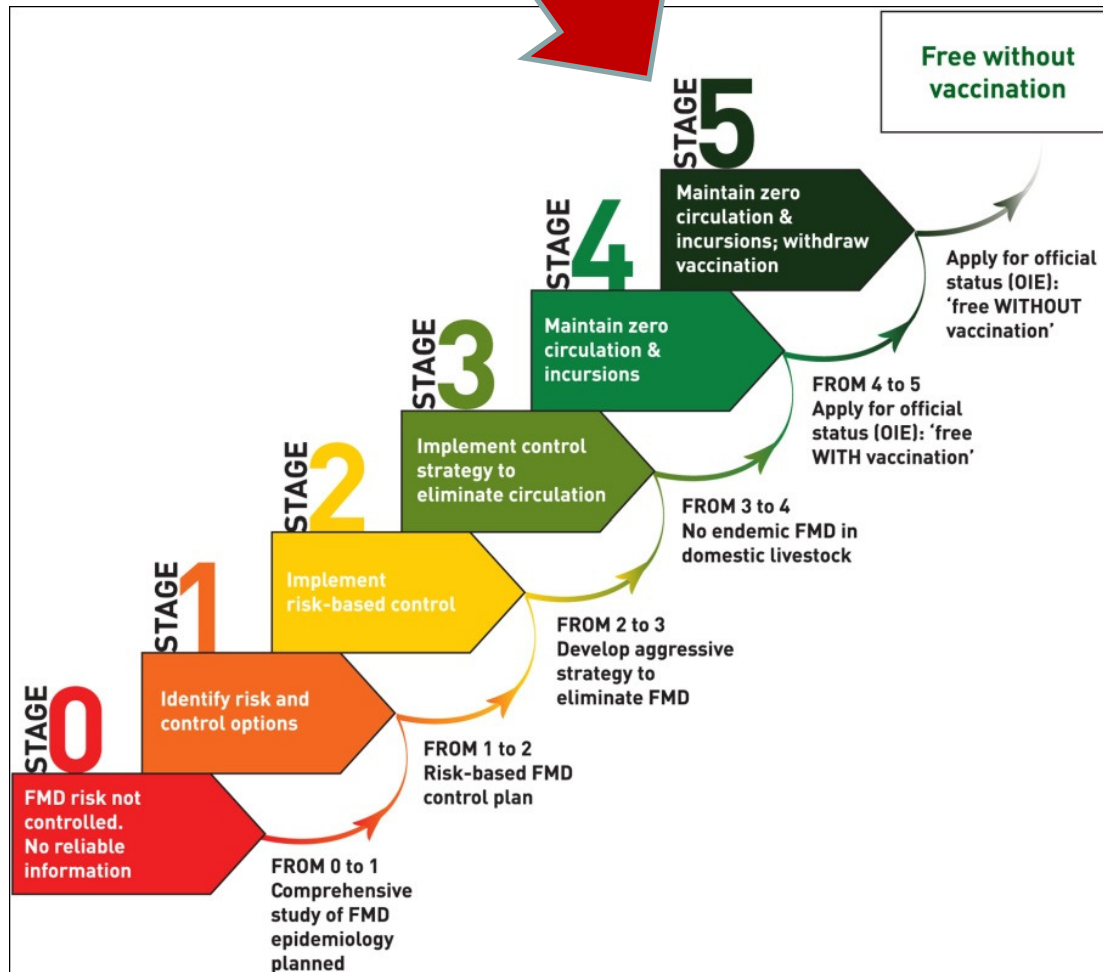 Free without
vaccination
STAGE 5
Maintain zero
circulation &
incursions; withdraw
vaccination
Apply for official
status (OIE):
‘free WITHOUT
vaccination’
STAGE 4
Maintain zero
circulation &
incursions
FROM 4 to 5
Apply for official
status (OIE): ‘free
WITH vaccination’
STAGE 3
Implement control
strategy to
eliminate circulation
FROM 3 to 4
No endemic FMD in
domestic livestock
STAGE 2
Implement
risk-based control
FROM 2 to 3
Develop aggressive
strategy to
eliminate FMD
STAGE 1
Identify risk and
control options
FROM 1 to 2
Risk-based FMD
control plan
STAGE 0
FMD risk not
controlled.
No reliable
information
FROM 0 to 1
Comprehensive
study of FMD
epidemiology
planned